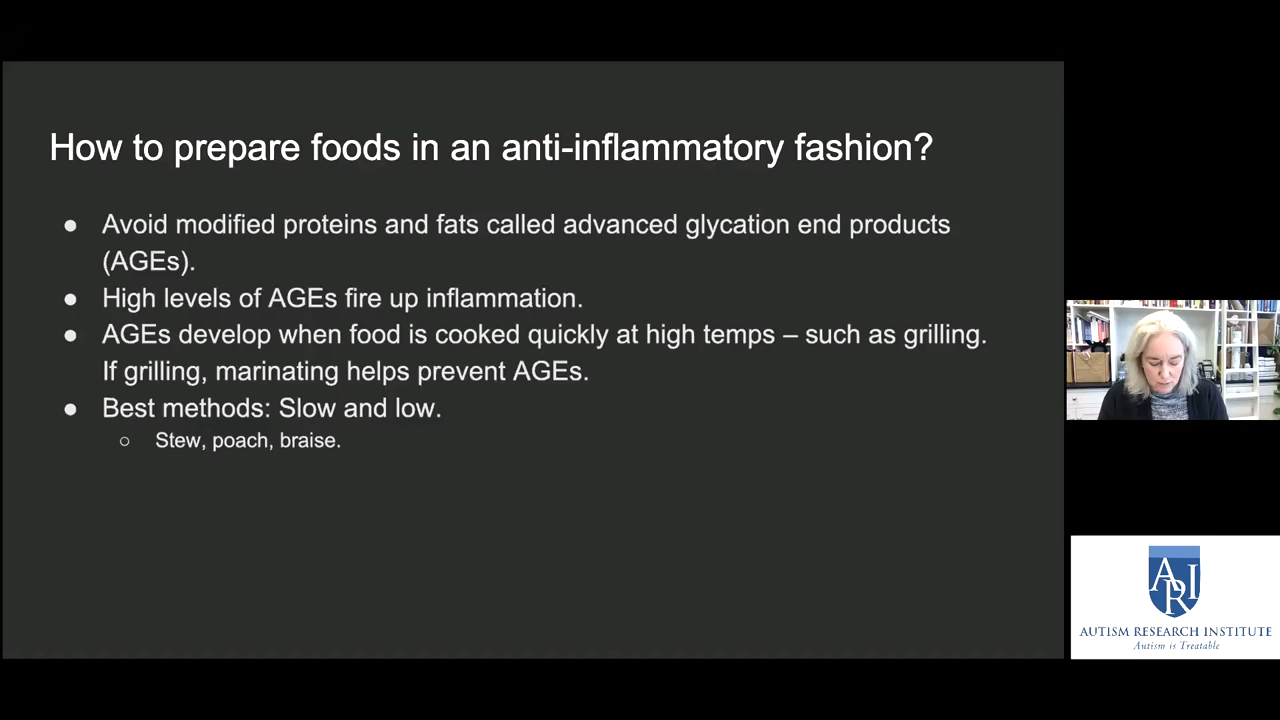 How to prepare foods in an anti-inflammatory fashion?
● Avoid modified proteins and fats called advanced glycation end products
(AGEs).
● High levels of AGEs fire up inflammation.
● AGEs develop when food is cooked quickly at high temps – such as grilling.
If grilling, marinating helps prevent AGEs.
● Best methods: Slow and low.
○ Stew, poach, braise.
ARI
AUTISM RESEARCH INSTITUTE
Autism is Treatable